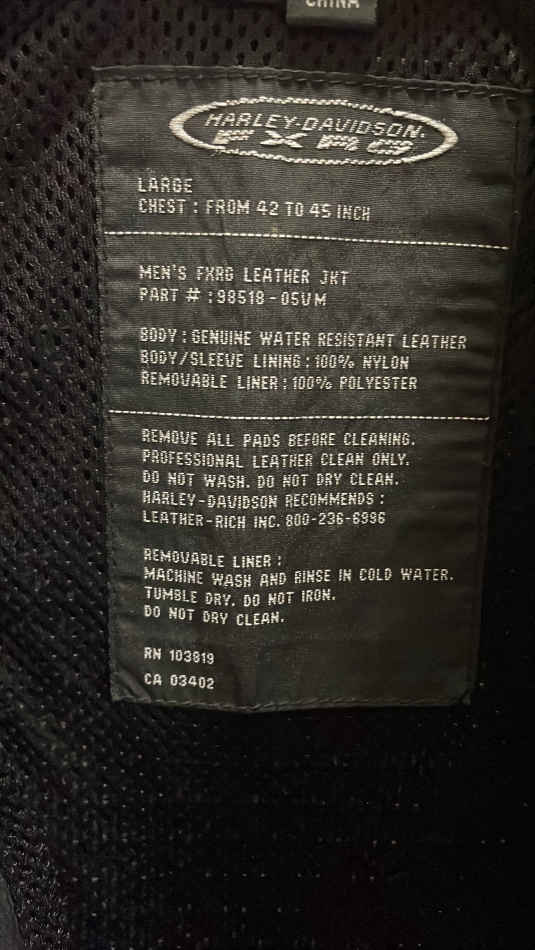 CHINA
HARLEY-DAVIDSON.
FXRG
LARGE
CHEST : FROM 42 TO 45 INCH
MEN'S FXRG LEATHER JKT
PART # : 98518-05VM
BODY : GENUINE WATER RESISTANT LEATHER
BODY/SLEEVE LINING : 100% NYLON
REMOVABLE LINER : 100% POLYESTER
REMOVE ALL PADS BEFORE CLEANING.
PROFESSIONAL LEATHER CLEAN ONLY.
DO NOT WASH. DO NOT DRY CLEAN.
HARLEY-DAVIDSON RECOMMENDS :
LEATHER-RICH INC. 800-236-6996
REMOVABLE LINER :
MACHINE WASH AND RINSE IN COLD WATER.
TUMBLE DRY. DO NOT IRON.
DO NOT DRY CLEAN.
RN 103819
CA 03402